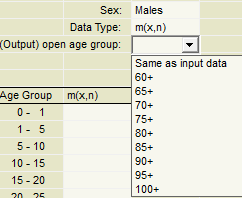 Sex: Males
Data Type: m(x,n)
(Output) open age group:
Same as input data
60+
65+
70+
75+
80+
85+
90+
95+
100+
Age Group m(x,n)
0 - 1
1 - 5
5 - 10
10 - 15
15 - 20
20 - 25